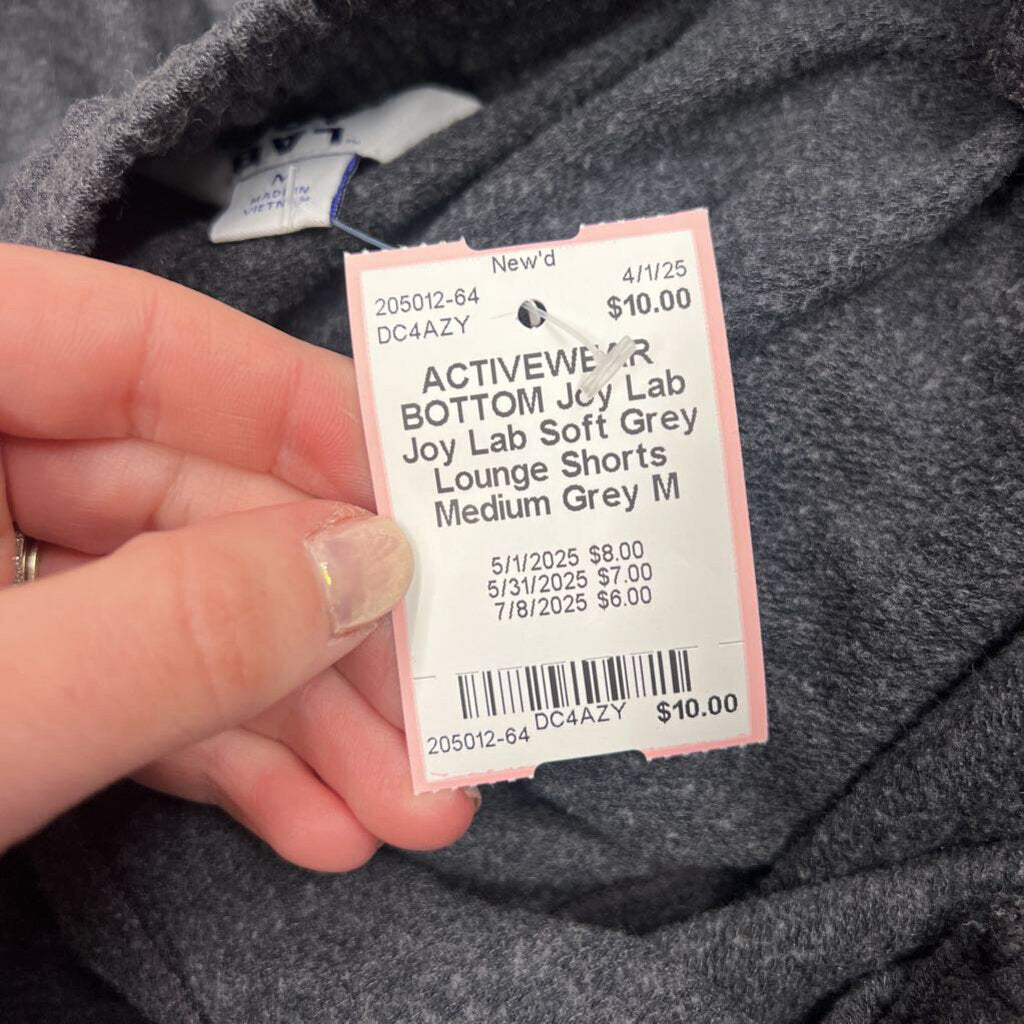 LAB
M
MADE IN
VIETNAM
New'd
205012-64
4/1/25
DC4AZY
$10.00
ACTIVEWEAR
BOTTOM Joy Lab
Joy Lab Soft Grey
Lounge Shorts
Medium Grey M
5/1/2025 $8.00
5/31/2025 $7.00
7/8/2025 $6.00
205012-64 DC4AZY $10.00